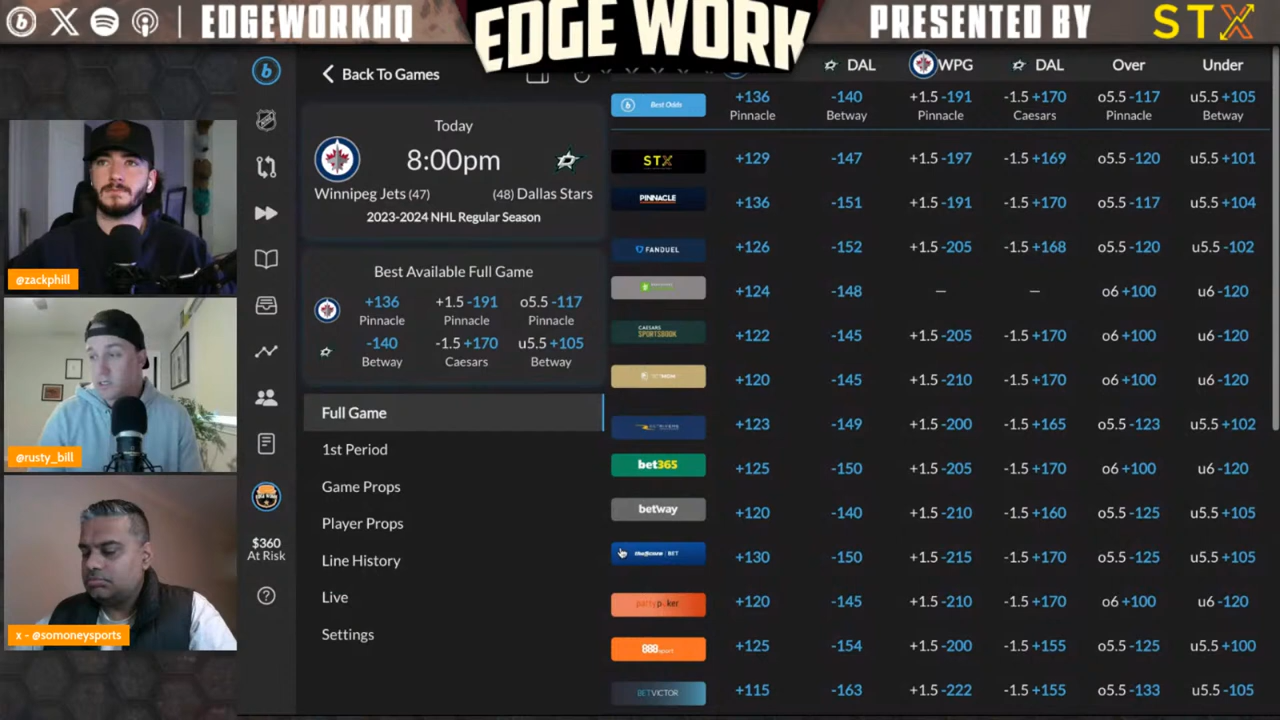 EDGEWORKHQ
EDGE WORK
PRESENTED BY
STX
@zackphill
@rusty_bill
x - @somoneysports
b
$360
At Risk
Back To Games
Today
8:00pm
Winnipeg Jets (47)
(48) Dallas Stars
2023-2024 NHL Regular Season
Best Available Full Game
+136 +1.5 -191 o5.5 -117
Pinnacle Pinnacle Pinnacle
-140 -1.5 +170 u5.5 +105
Betway Caesars Betway
Full Game
1st Period
Game Props
Player Props
Line History
Live
Settings
DAL WPG DAL Over Under
Best Odds +136 -140 +1.5 -191 -1.5 +170 o5.5 -117 u5.5 +105
Pinnacle Betway Pinnacle Caesars Pinnacle Betway
STX +129 -147 +1.5 -197 -1.5 +169 o5.5 -120 u5.5 +101
PINNACLE +136 -151 +1.5 -191 -1.5 +170 o5.5 -117 u5.5 +104
FANDUEL +126 -152 +1.5 -205 -1.5 +168 o5.5 -120 u5.5 -102
+124 -148 — — o6 +100 u6 -120
CAESARS
SPORTSBOOK +122 -145 +1.5 -205 -1.5 +170 o6 +100 u6 -120
+120 -145 +1.5 -210 -1.5 +170 o6 +100 u6 -120
+123 -149 +1.5 -200 -1.5 +165 o5.5 -123 u5.5 +102
bet365 +125 -150 +1.5 -205 -1.5 +170 o6 +100 u6 -120
betway +120 -140 +1.5 -210 -1.5 +160 o5.5 -125 u5.5 +105
theScore BET +130 -150 +1.5 -215 -1.5 +170 o5.5 -125 u5.5 +105
partypoker +120 -145 +1.5 -210 -1.5 +170 o6 +100 u6 -120
888sport +125 -154 +1.5 -200 -1.5 +155 o5.5 -125 u5.5 +100
BETVICTOR +115 -163 +1.5 -222 -1.5 +155 o5.5 -133 u5.5 -105